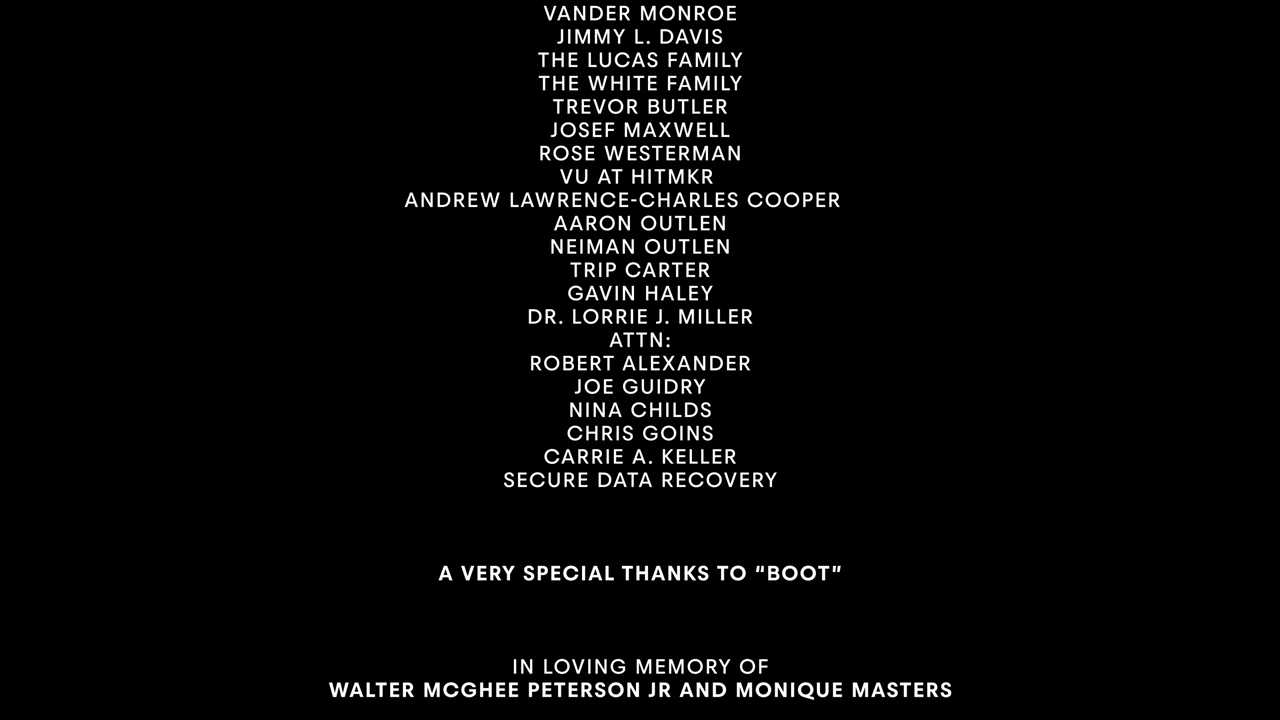 VANDER MONROE
JIMMY L. DAVIS
THE LUCAS FAMILY
THE WHITE FAMILY
TREVOR BUTLER
JOSEF MAXWELL
ROSE WESTERMAN
VU AT HITMKR
ANDREW LAWRENCE-CHARLES COOPER
AARON OUTLEN
NEIMAN OUTLEN
TRIP CARTER
GAVIN HALEY
DR. LORRIE J. MILLER
ATTN:
ROBERT ALEXANDER
JOE GUIDRY
NINA CHILDS
CHRIS GOINS
CARRIE A. KELLER
SECURE DATA RECOVERY
A VERY SPECIAL THANKS TO “BOOT”
IN LOVING MEMORY OF
WALTER MCGHEE PETERSON JR AND MONIQUE MASTERS